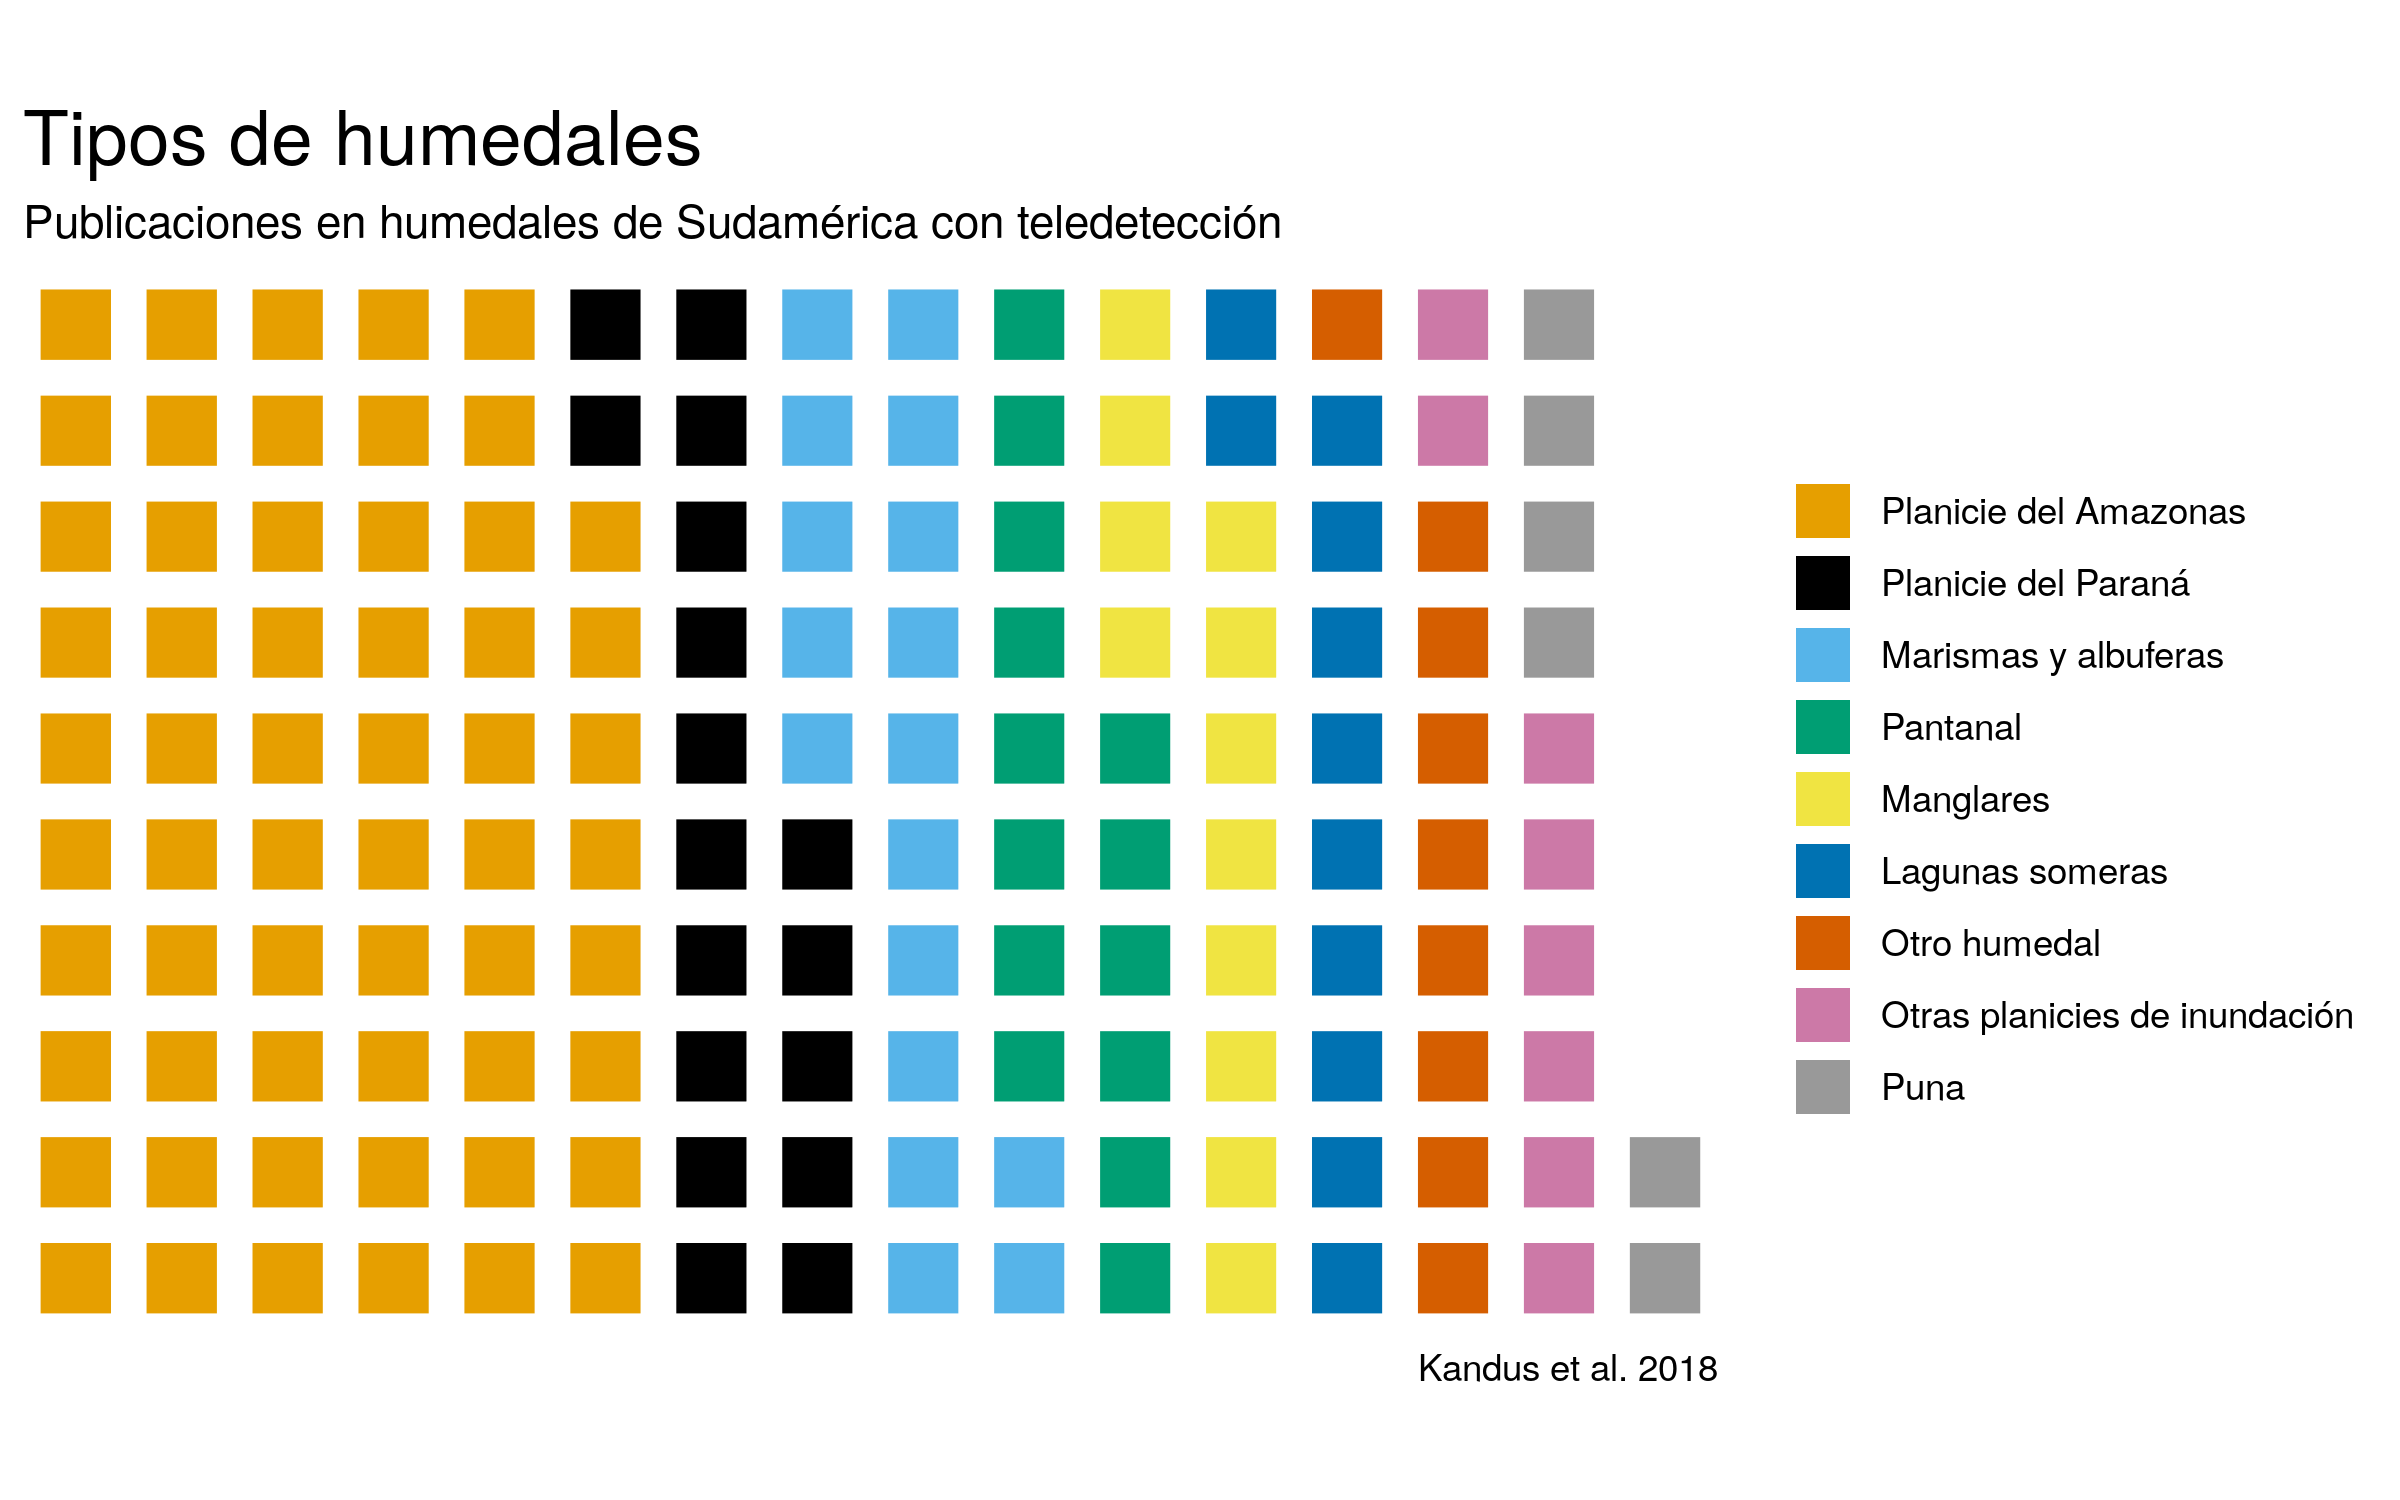 Tipos de humedales
Publicaciones en humedales de Sudamérica con teledetección
Planicie del Amazonas
Planicie del Paraná
Marismas y albuferas
Pantanal
Manglares
Lagunas someras
Otro humedal
Otras planicies de inundación
Puna
Kandus et al. 2018